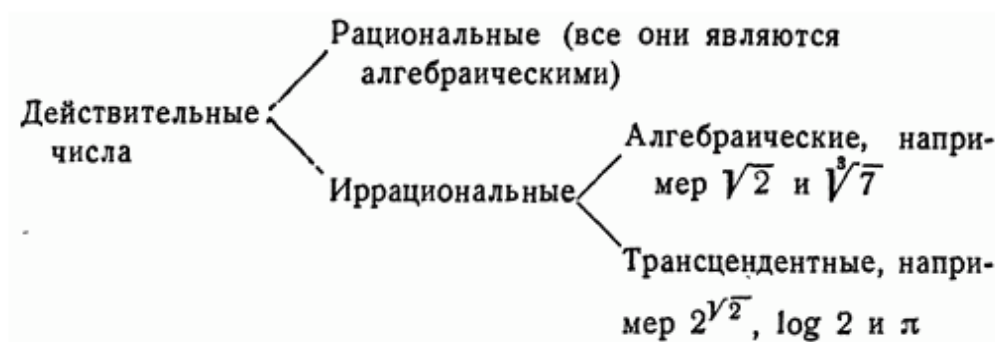 Рациональные (все они являются
алгебраическими)
Действительные
числа
Иррациональные
Алгебраические, напри-
мер √2 и ∛7
Трансцендентные, напри-
мер 2^√2, log 2 и π